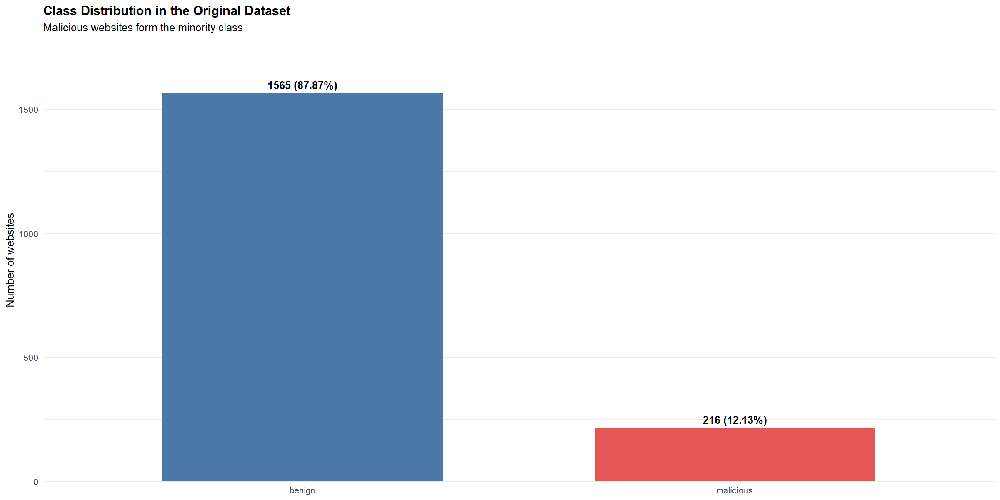 Class Distribution in the Original Dataset
Malicious websites form the minority class
1565 (87.87%)
1500
1000
Number of websites
500
216 (12.13%)
0
benign
malicious